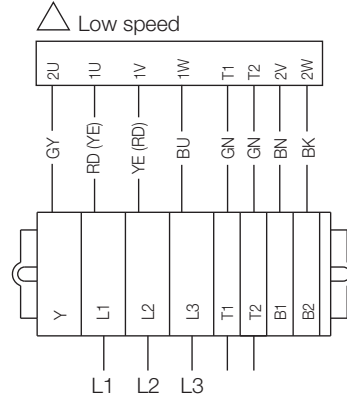 Low speed
2U 1U 1V 1W T1 T2 2V 2W
GY RD (YE) YE (RD) BU GN GN BN BK
Y L1 L2 L3 T1 T2 B1 B2
L1 L2 L3